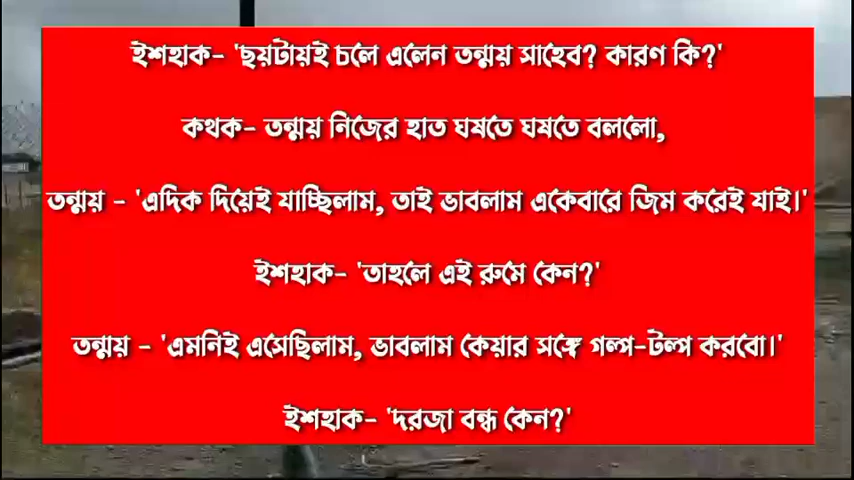 ইশহাক- 'ছয়টায়ই চলে এলেন তন্ময় সাহেব? কারণ কি?'
কথক- তন্ময় নিজের হাত ঘষতে ঘষতে বললো,
তন্ময় - 'এদিক দিয়েই যাচ্ছিলাম, তাই ভাবলাম একেবারে জিম করেই যাই।'
ইশহাক- 'তাহলে এই রুমে কেন?'
তন্ময় - 'এমনিই এসেছিলাম, ভাবলাম কেয়ার সঙ্গে গল্প-টল্প করবো।'
ইশহাক- 'দরজা বন্ধ কেন?'